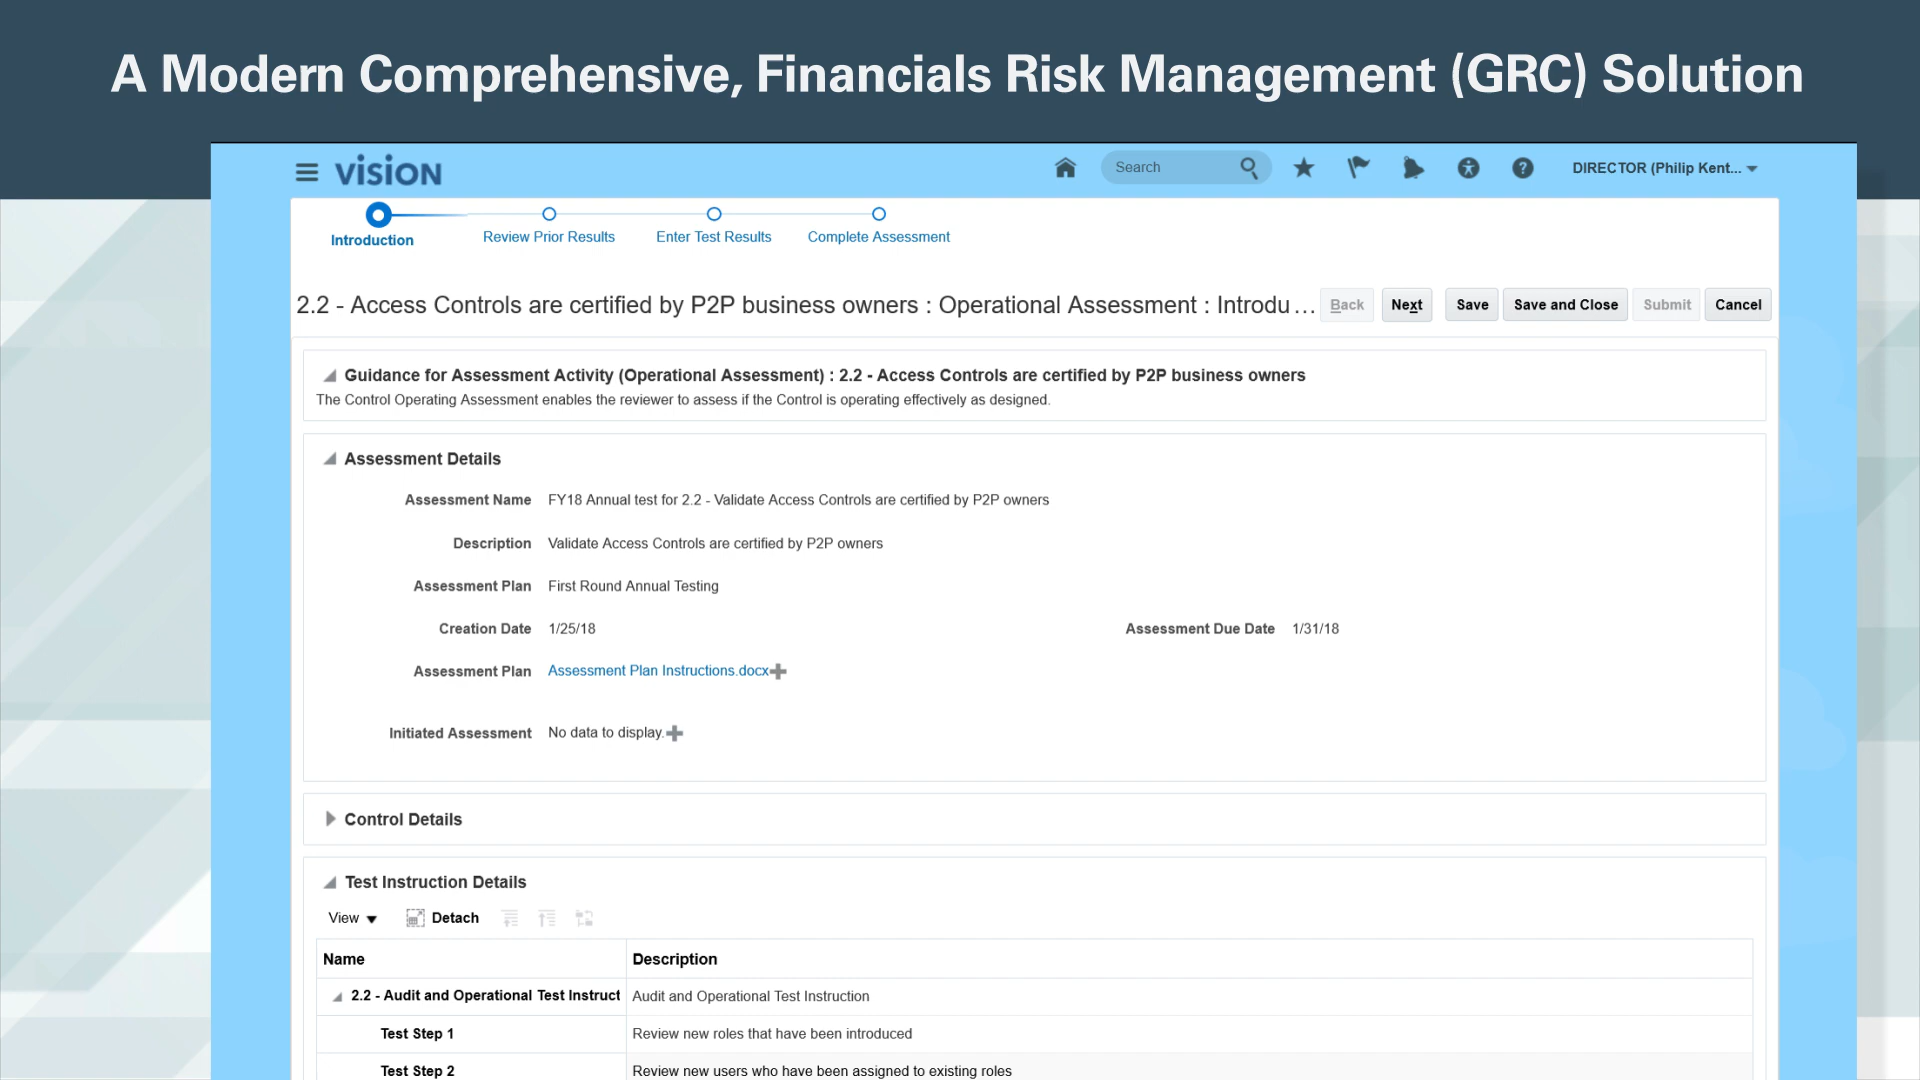 A Modern Comprehensive, Financials Risk Management (GRC) Solution
vision
Search
DIRECTOR (Philip Kent...
Introduction
Review Prior Results
Enter Test Results
Complete Assessment
2.2 - Access Controls are certified by P2P business owners : Operational Assessment : Introdu...
Back
Next
Save
Save and Close
Submit
Cancel
Guidance for Assessment Activity (Operational Assessment) : 2.2 - Access Controls are certified by P2P business owners
The Control Operating Assessment enables the reviewer to assess if the Control is operating effectively as designed.
Assessment Details
Assessment Name FY18 Annual test for 2.2 - Validate Access Controls are certified by P2P owners
Description Validate Access Controls are certified by P2P owners
Assessment Plan First Round Annual Testing
Creation Date 1/25/18
Assessment Due Date 1/31/18
Assessment Plan Assessment Plan Instructions.docx
Initiated Assessment No data to display.
Control Details
Test Instruction Details
View
Detach
Name Description
2.2 - Audit and Operational Test Instruct Audit and Operational Test Instruction
Test Step 1 Review new roles that have been introduced
Test Step 2 Review new users who have been assigned to existing roles